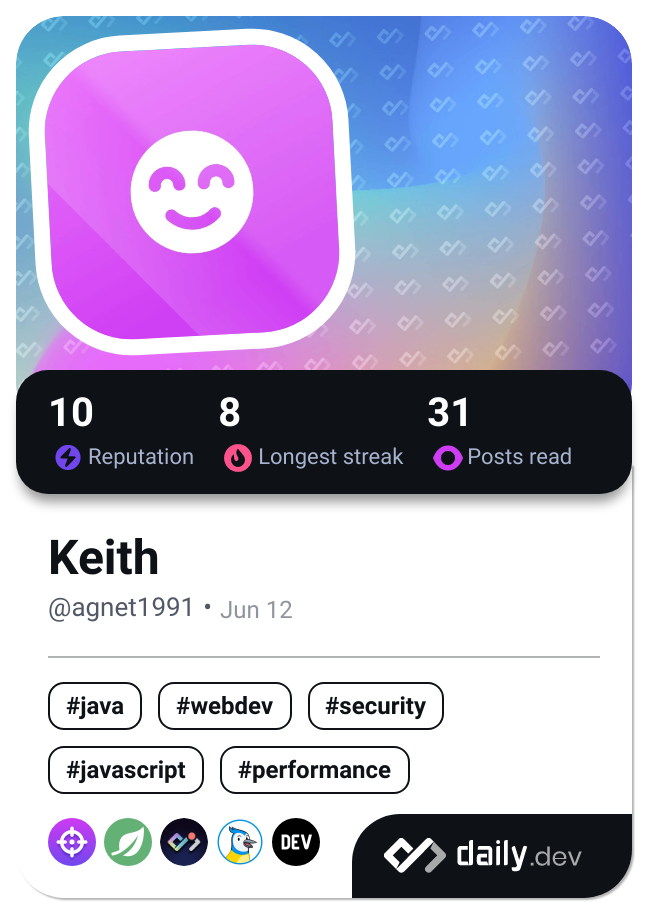 10 8 31
Reputation Longest streak Posts read
Keith
@agnet1991 • Jun 12
#java #webdev #security
#javascript #performance
DEV
daily.dev